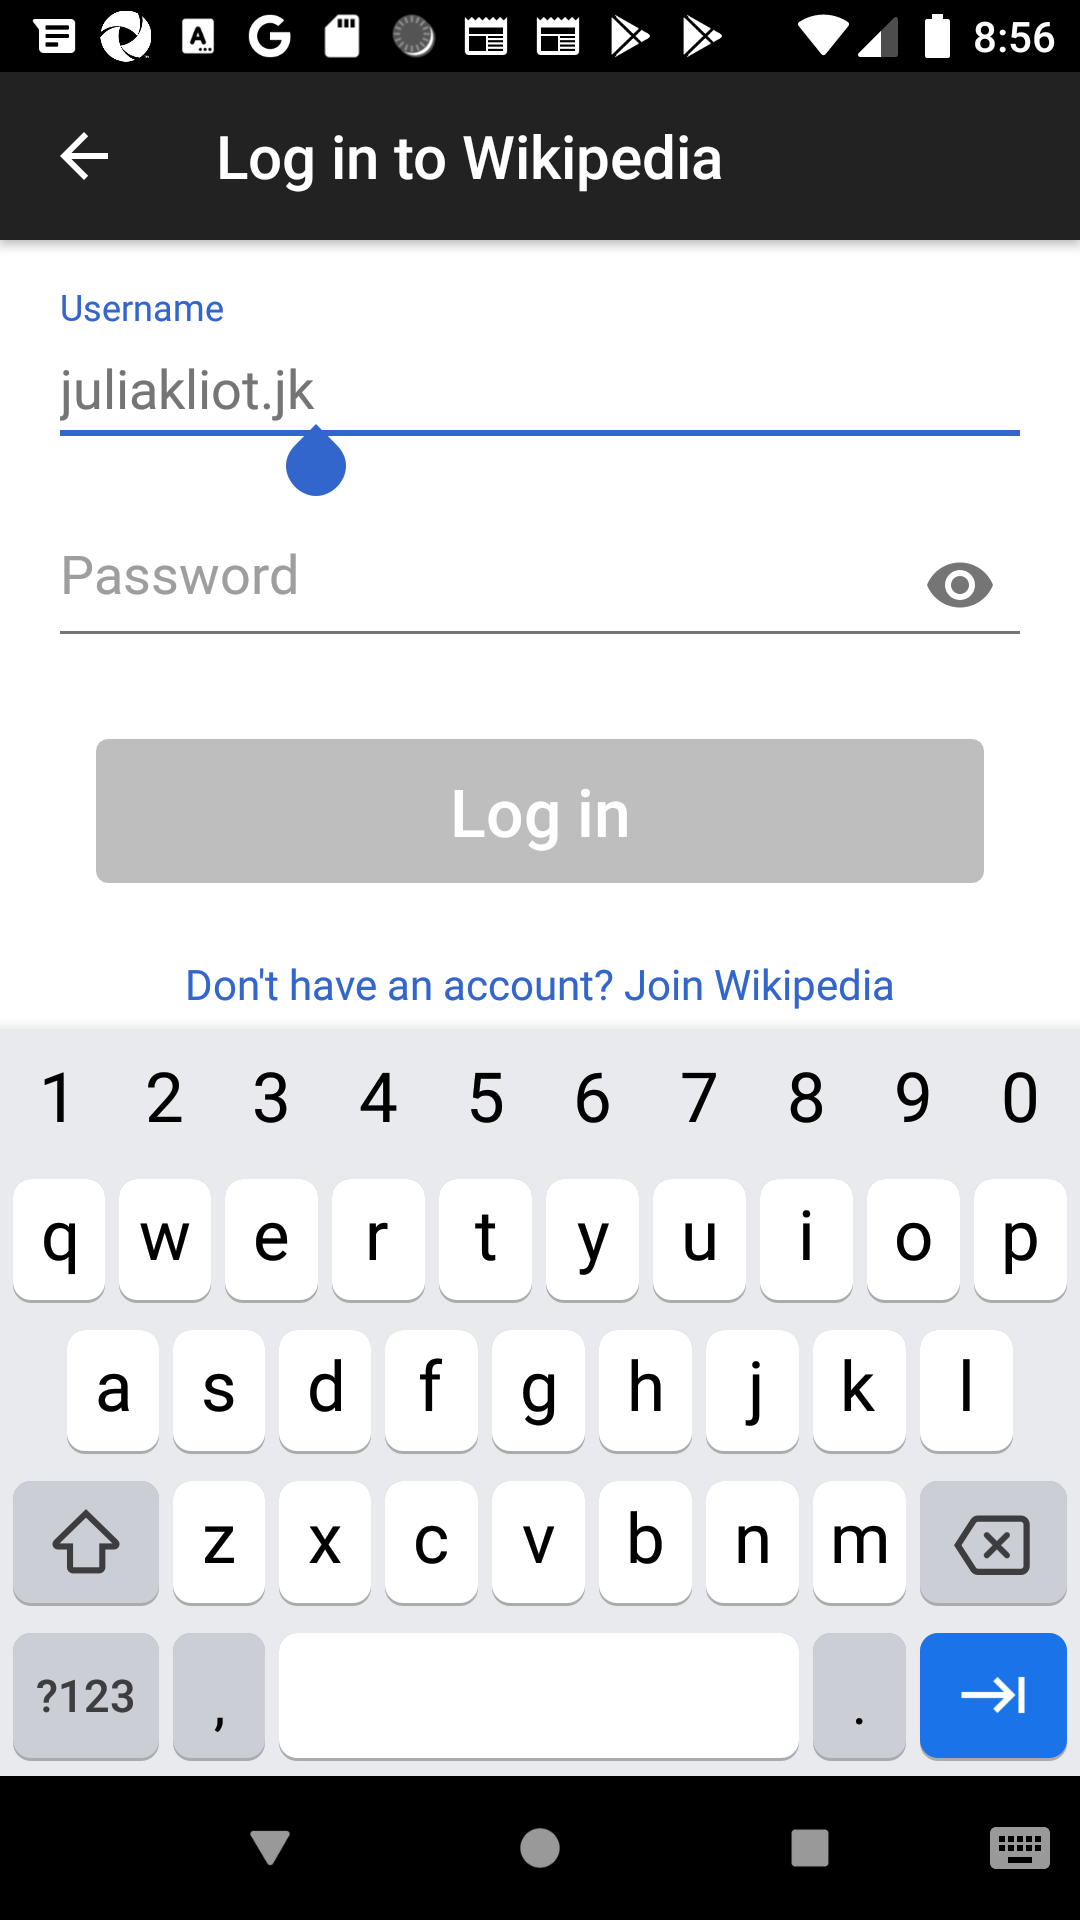 8:56
Log in to Wikipedia
Username
juliakliot.jk
Password
Log in
Don't have an account? Join Wikipedia
1 2 3 4 5 6 7 8 9 0
q w e r t y u i o p
a s d f g h j k l
z x c v b n m
?123 , .